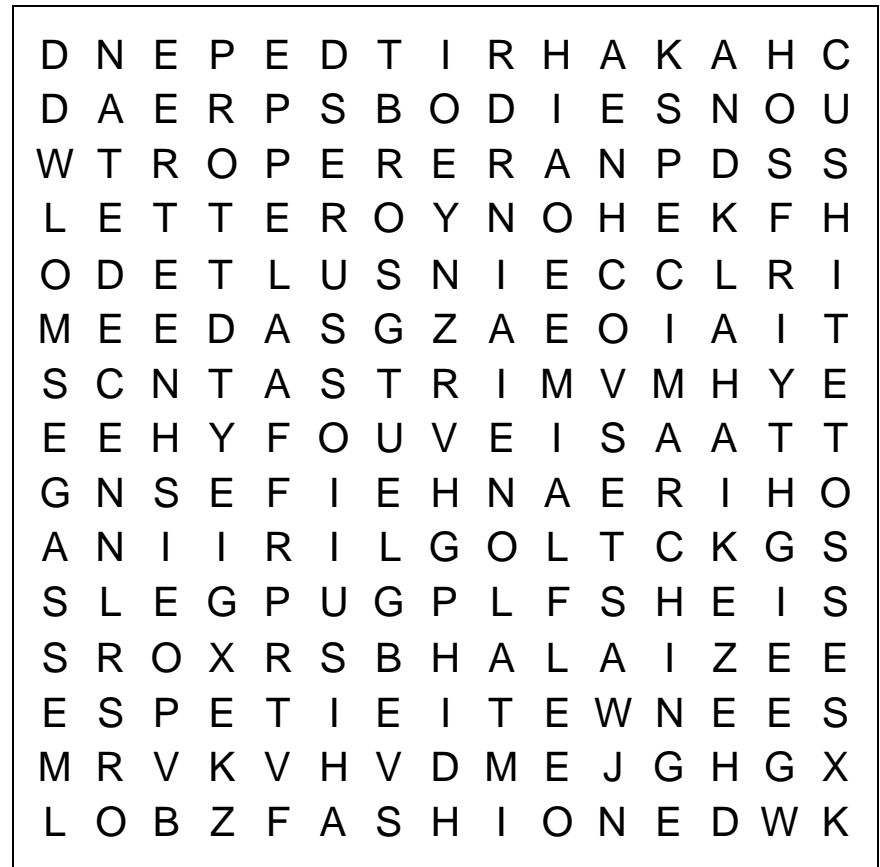 D N E P E D T I R H A K A H C
D A E R P S B O D I E S N O U
W T R O P E R E R A N P D S S
L E T T E R O Y N O H E K F H
O D E T L U S N I E C C L R I
M E E D A S G Z A E O I A I T
S C N T A S T R I M V M H Y E
E E H Y F O U V E I S A A T T
G N S E F I E H N A E R I H O
A N I I R I L G O L T C K G S
S L E G P U G P L F S H E I S
S R O X R S B H A L A I Z E E
E S P E T I E I T E W N E E S
M R V K V H V D M E J G H G X
L O B Z F A S H I O N E D W K